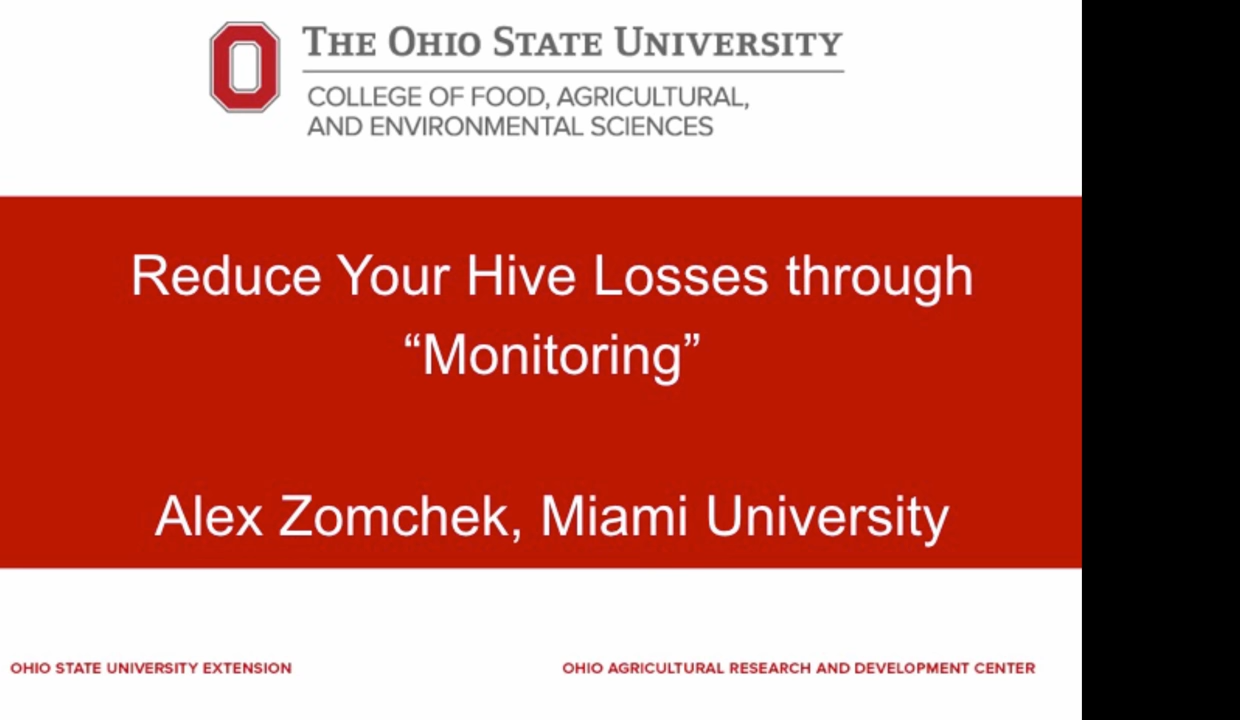 THE OHIO STATE UNIVERSITY
COLLEGE OF FOOD, AGRICULTURAL,
AND ENVIRONMENTAL SCIENCES
Reduce Your Hive Losses through
“Monitoring”
Alex Zomchek, Miami University
OHIO STATE UNIVERSITY EXTENSION
OHIO AGRICULTURAL RESEARCH AND DEVELOPMENT CENTER